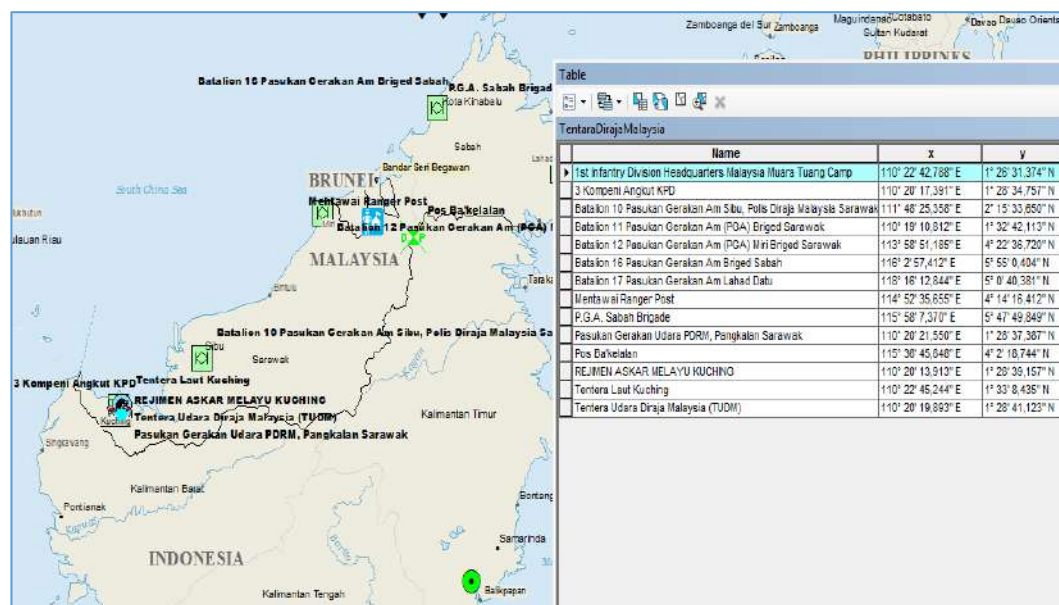 Zamboanga del Sur
Zamboanga
Maguindanao
Cotabato
Sultan Kudarat
Davao
Davao Orienta
PHILIPPINES
Batalion 16 Pasukan Gerakan Am Briged Sabah
P.G.A. Sabah Brigad
Kota Kinabalu
Sabah
Lahad
Bandar Seri Begawan
BRUNEI
South China Sea
Mentawai Ranger Post
Pos Ba'kelalan
Miri
Batalion 12 Pasukan Gerakan Am (PGA) M
D P
ulauan Riau
MALAYSIA
Taraka
Bintulu
Batalion 10 Pasukan Gerakan Am Sibu, Polis Diraja Malaysia Sa
Sibu
Sarawak
3 Kompeni Angkut KPD
Tentera Laut Kuching
REJIMEN ASKAR MELAYU KUCHING
Tentera Udara Diraja Malaysia (TUDM)
Kuching
Pasukan Gerakan Udara PDRM, Pangkalan Sarawak
Kalimantan Timur
Singkawang
Kalimantan Barat
Pontianak
Kapuas
Bontang
Samarinda
INDONESIA
Balikpapan
Kalimantan Tengah
Table
TentaraDirajaMalaysia
Name x y
1st Infantry Division Headquarters Malaysia Muara Tuang Camp 110° 22' 42,788" E 1° 26' 31,374" N
3 Kompeni Angkut KPD 110° 20' 17,391" E 1° 28' 34,757" N
Batalion 10 Pasukan Gerakan Am Sibu, Polis Diraja Malaysia Sarawak 111° 48' 25,358" E 2° 15' 33,650" N
Batalion 11 Pasukan Gerakan Am (PGA) Briged Sarawak 110° 19' 10,812" E 1° 32' 42,113" N
Batalion 12 Pasukan Gerakan Am (PGA) Miri Briged Sarawak 113° 58' 51,185" E 4° 22' 36,720" N
Batalion 16 Pasukan Gerakan Am Briged Sabah 116° 2' 57,412" E 5° 55' 0,404" N
Batalion 17 Pasukan Gerakan Am Lahad Datu 118° 16' 12,844" E 5° 0' 40,381" N
Mentawai Ranger Post 114° 52' 35,655" E 4° 14' 16,412" N
P.G.A. Sabah Brigade 115° 58' 7,370" E 5° 47' 49,849" N
Pasukan Gerakan Udara PDRM, Pangkalan Sarawak 110° 20' 21,550" E 1° 28' 37,387" N
Pos Ba'kelalan 115° 36' 45,648" E 4° 2' 18,744" N
REJIMEN ASKAR MELAYU KUCHING 110° 20' 13,913" E 1° 28' 39,157" N
Tentera Laut Kuching 110° 22' 45,244" E 1° 33' 8,435" N
Tentera Udara Diraja Malaysia (TUDM) 110° 20' 19,893" E 1° 28' 41,123" N